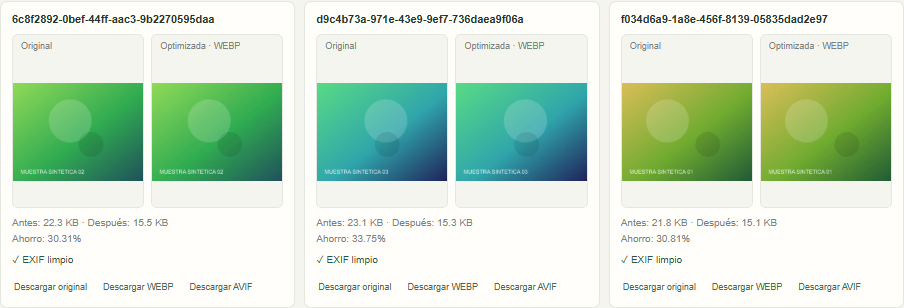 6c8f2892-0bef-44ff-aac3-9b2270595daa
Original
Optimizada · WEBP
MUESTRA SINTETICA 02
MUESTRA SINTETICA 02
Antes: 22.3 KB · Después: 15.5 KB
Ahorro: 30.31%
✓ EXIF limpio
Descargar original Descargar WEBP Descargar AVIF
d9c4b73a-971e-43e9-9ef7-736daea9f06a
Original
Optimizada · WEBP
MUESTRA SINTETICA 03
MUESTRA SINTETICA 03
Antes: 23.1 KB · Después: 15.3 KB
Ahorro: 33.75%
✓ EXIF limpio
Descargar original Descargar WEBP Descargar AVIF
f034d6a9-1a8e-456f-8139-05835dad2e97
Original
Optimizada · WEBP
MUESTRA SINTETICA 01
MUESTRA SINTETICA 01
Antes: 21.8 KB · Después: 15.1 KB
Ahorro: 30.81%
✓ EXIF limpio
Descargar original Descargar WEBP Descargar AVIF